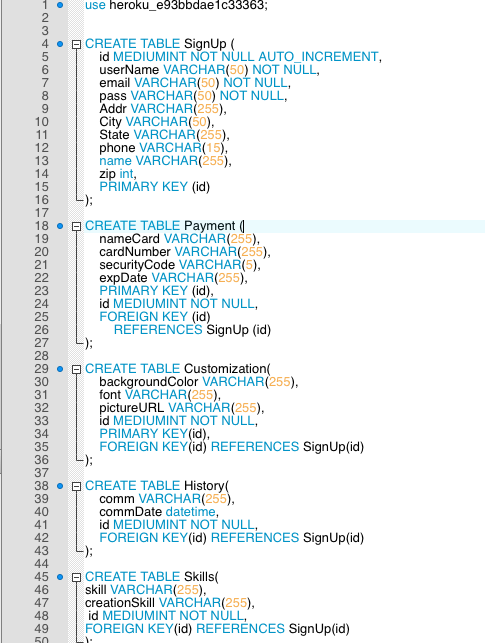 1 use heroku_e93bbdae1c33363;
2
3
4 CREATE TABLE SignUp (
5 id MEDIUMINT NOT NULL AUTO_INCREMENT,
6 userName VARCHAR(50) NOT NULL,
7 email VARCHAR(50) NOT NULL,
8 pass VARCHAR(50) NOT NULL,
9 Addr VARCHAR(255),
10 City VARCHAR(50),
11 State VARCHAR(255),
12 phone VARCHAR(15),
13 name VARCHAR(255),
14 zip int,
15 PRIMARY KEY (id)
16 );
17
18 CREATE TABLE Payment (
19 nameCard VARCHAR(255),
20 cardNumber VARCHAR(255),
21 securityCode VARCHAR(5),
22 expDate VARCHAR(255),
23 PRIMARY KEY (id),
24 id MEDIUMINT NOT NULL,
25 FOREIGN KEY (id)
26 REFERENCES SignUp (id)
27 );
28
29 CREATE TABLE Customization(
30 backgroundColor VARCHAR(255),
31 font VARCHAR(255),
32 pictureURL VARCHAR(255),
33 id MEDIUMINT NOT NULL,
34 PRIMARY KEY(id),
35 FOREIGN KEY(id) REFERENCES SignUp(id)
36 );
37
38 CREATE TABLE History(
39 comm VARCHAR(255),
40 commDate datetime,
41 id MEDIUMINT NOT NULL,
42 FOREIGN KEY(id) REFERENCES SignUp(id)
43 );
44
45 CREATE TABLE Skills(
46 skill VARCHAR(255),
47 creationSkill VARCHAR(255),
48 id MEDIUMINT NOT NULL,
49 FOREIGN KEY(id) REFERENCES SignUp(id)
50 );